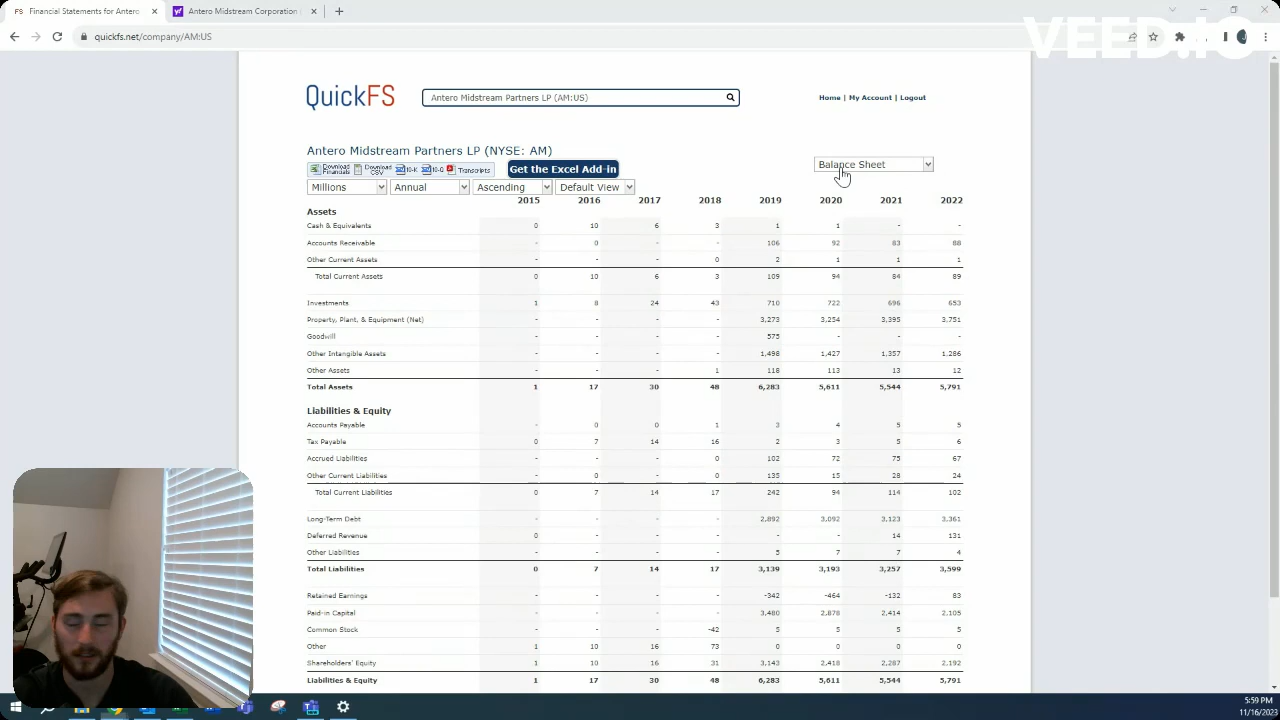 Financial Statements for Antero
Antero Midstream Corporation
quickfs.net/company/AM:US
VEED.IO
QuickFS
Antero Midstream Partners LP (AM:US)
Home | My Account | Logout
Antero Midstream Partners LP (NYSE: AM)
Balance Sheet
Download Financials Download CSV 10-K 10-Q Transcripts Get the Excel Add-in
Millions Annual Ascending Default View
2015 2016 2017 2018 2019 2020 2021 2022
Assets
Cash & Equivalents 0 10 6 3 1 1 - -
Accounts Receivable - 0 - - 106 92 83 88
Other Current Assets - - - 0 2 1 1 1
Total Current Assets 0 10 6 3 109 94 84 89
Investments 1 8 24 43 710 722 696 653
Property, Plant, & Equipment (Net) - - - - 3,273 3,254 3,395 3,751
Goodwill - - - - 575 - - -
Other Intangible Assets - - - - 1,498 1,427 1,357 1,286
Other Assets - - - 1 118 113 13 12
Total Assets 1 17 30 48 6,283 5,611 5,544 5,791
Liabilities & Equity
Accounts Payable - 0 0 1 3 4 5 5
Tax Payable 0 7 14 16 2 3 5 6
Accrued Liabilities - - - 0 102 72 75 67
Other Current Liabilities - 0 - 0 135 15 28 24
Total Current Liabilities 0 7 14 17 242 94 114 102
Long-Term Debt - - - - 2,892 3,092 3,123 3,361
Deferred Revenue 0 - - - - - 14 131
Other Liabilities - - - - 5 7 7 4
Total Liabilities 0 7 14 17 3,139 3,193 3,257 3,599
Retained Earnings - - - - -342 -464 -132 83
Paid-in Capital - - - - 3,480 2,878 2,414 2,105
Common Stock - - - -42 5 5 5 5
Other 1 10 16 73 0 0 0 0
Shareholders' Equity 1 10 16 31 3,143 2,418 2,287 2,192
Liabilities & Equity 1 17 30 48 6,283 5,611 5,544 5,791
5:59 PM
11/16/2023